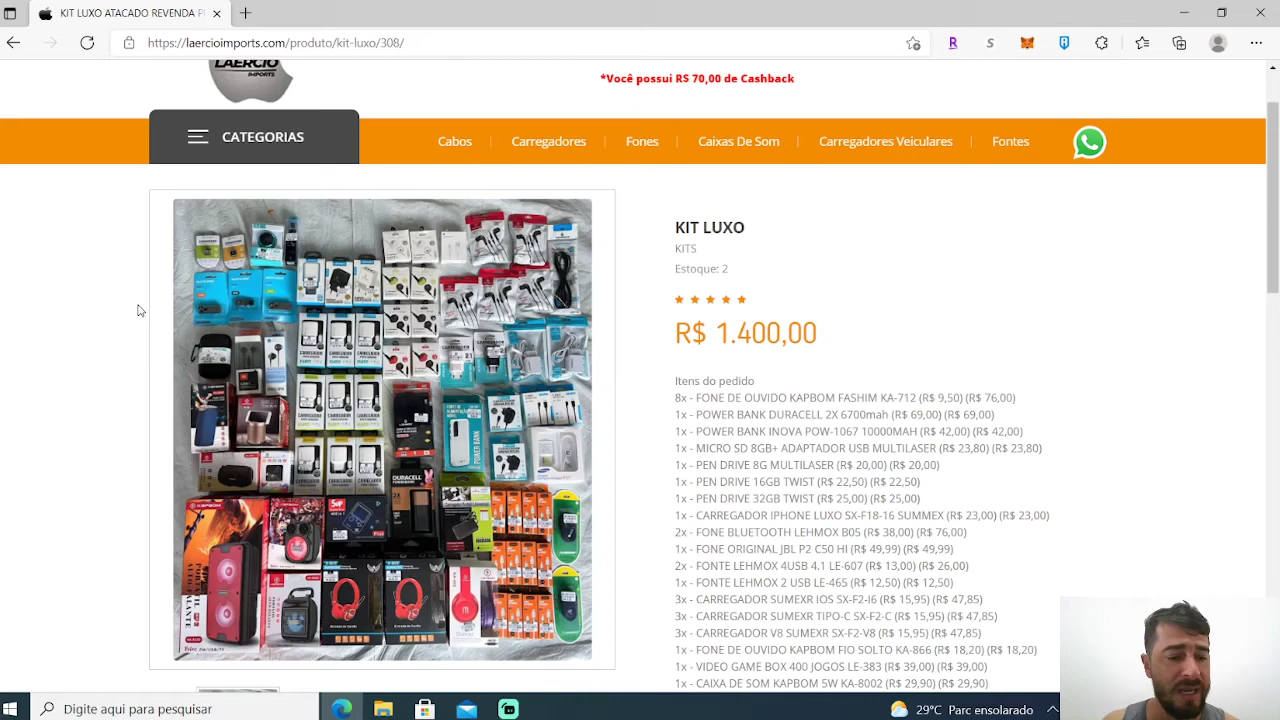 https://laercioimports.com/produto/kit-luxo/308/
LAERCIO
IMPORTS
*Você possui R$ 70,00 de Cashback
CATEGORIAS
Cabos
Carregadores
Fones
Caixas De Som
Carregadores Veiculares
Fontes
KIT LUXO
KITS
Estoque: 2
R$ 1.400,00
Itens do pedido
8x - FONE DE OUVIDO KAPBOM FASHIM KA-712 (R$ 9,50) (R$ 76,00)
1x - POWER BANK DURACELL 2X 6700mah (R$ 69,00) (R$ 69,00)
1x - POWER BANK INOVA POW-1067 10000MAH (R$ 42,00) (R$ 42,00)
1x - MICRO SD 8GB+ ADAPTADOR USB MULTILASER (R$ 23,80) (R$ 23,80)
1x - PEN DRIVE 8G MULTILASER (R$ 20,00) (R$ 20,00)
1x - PEN DRIVE 16GB TWIST (R$ 22,50) (R$ 22,50)
1x - PEN DRIVE 32GB TWIST (R$ 25,00) (R$ 25,00)
1x - CARREGADOR IPHONE LUXO SX-F18-16 SUMMEX (R$ 23,00) (R$ 23,00)
2x - FONE BLUETOOTH LEHMOX B05 (R$ 38,00) (R$ 76,00)
1x - FONE ORIGINAL JBL P2 C50 HI (R$ 49,99) (R$ 49,99)
2x - FONTE LEHMOX 4USB 4.1 LE-607 (R$ 13,00) (R$ 26,00)
1x - FONTE LEHMOX 2 USB LE-465 (R$ 12,50) (R$ 12,50)
3x - CARREGADOR SUMEXR IOS SX-F2-I6 (R$ 15,95) (R$ 47,85)
3x - CARREGADOR SUMEXR TIPO-C SX-F2-C (R$ 15,95) (R$ 47,85)
3x - CARREGADOR V8 SUMEXR SX-F2-V8 (R$ 15,95) (R$ 47,85)
1x - FONE DE OUVIDO KAPBOM FIO SOLTO KA-866 (R$ 18,20) (R$ 18,20)
1x - VIDEO GAME BOX 400 JOGOS LE-383 (R$ 39,00) (R$ 39,00)
1x - CAIXA DE SOM KAPBOM 5W KA-8002 (R$ 29,90) (R$ 29,90)
CARREGADOR
CARREGADOR
CARREGADOR
POWER BANK
SAMSUNG
DURACELL
KAPBOM
Digite aqui para pesquisar
29°C Parc ensolarado